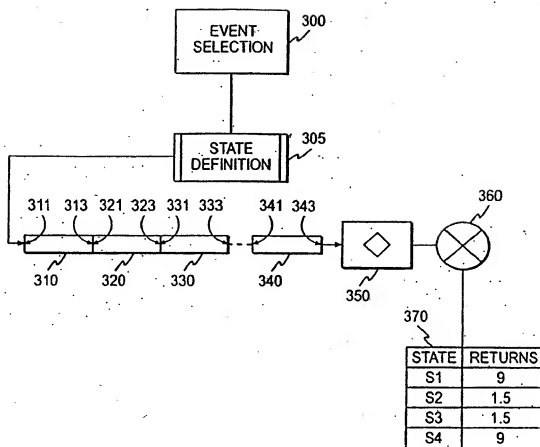 EVENT
SELECTION
300
STATE
DEFINITION
305
311 313 321 323 331 333 341 343
310 320 330 340 350
360
370
STATE RETURNS
S1 9
S2 1.5
S3 1.5
S4 9